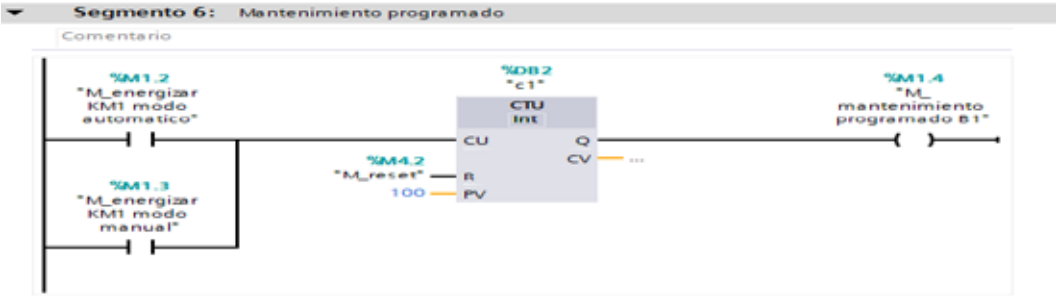 Segmento 6: Mantenimiento programado
Comentario
%M1.2
"M_energizar
KM1 modo
automatico"
%DB2
"c1"
CTU
Int
CU
Q
CV
...
%M4.2
"M_reset"
R
100
PV
%M1.4
"M_
mantenimiento
programado B1"
%M1.3
"M_energizar
KM1 modo
manual"